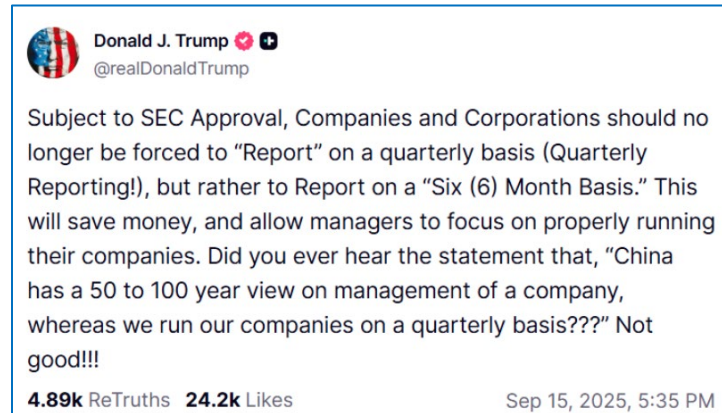 Donald J. Trump
@realDonaldTrump
Subject to SEC Approval, Companies and Corporations should no
longer be forced to “Report” on a quarterly basis (Quarterly
Reporting!), but rather to Report on a “Six (6) Month Basis.” This
will save money, and allow managers to focus on properly running
their companies. Did you ever hear the statement that, “China
has a 50 to 100 year view on management of a company,
whereas we run our companies on a quarterly basis???” Not
good!!!
4.89k ReTruths 24.2k Likes Sep 15, 2025, 5:35 PM